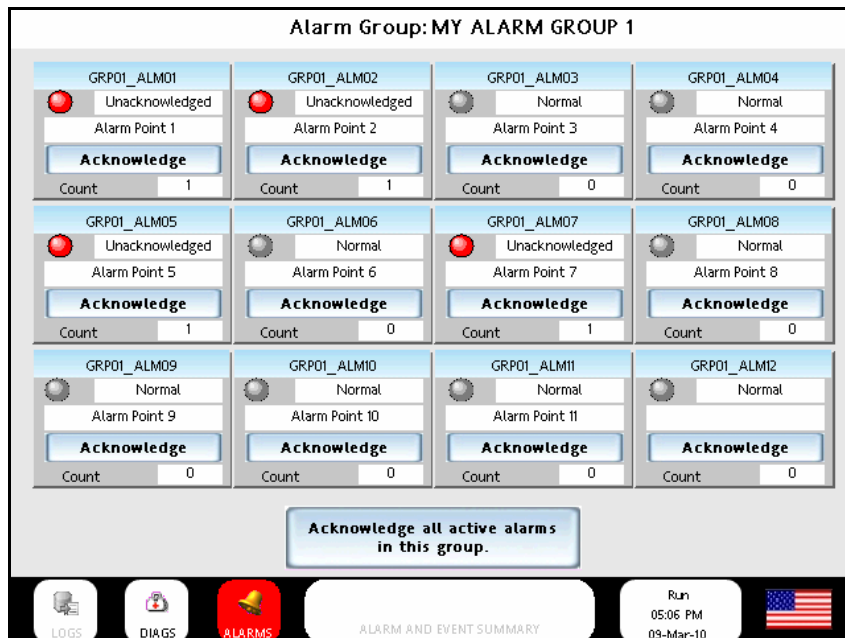 Alarm Group: MY ALARM GROUP 1
GRP01_ALM01
Unacknowledged
Alarm Point 1
Acknowledge
Count 1
GRP01_ALM02
Unacknowledged
Alarm Point 2
Acknowledge
Count 1
GRP01_ALM03
Normal
Alarm Point 3
Acknowledge
Count 0
GRP01_ALM04
Normal
Alarm Point 4
Acknowledge
Count 0
GRP01_ALM05
Unacknowledged
Alarm Point 5
Acknowledge
Count 1
GRP01_ALM06
Normal
Alarm Point 6
Acknowledge
Count 0
GRP01_ALM07
Unacknowledged
Alarm Point 7
Acknowledge
Count 1
GRP01_ALM08
Normal
Alarm Point 8
Acknowledge
Count 0
GRP01_ALM09
Normal
Alarm Point 9
Acknowledge
Count 0
GRP01_ALM10
Normal
Alarm Point 10
Acknowledge
Count 0
GRP01_ALM11
Normal
Alarm Point 11
Acknowledge
Count 0
GRP01_ALM12
Normal
Acknowledge
Count 0
Acknowledge all active alarms
in this group.
LOGS
DIAGS
ALARMS
ALARM AND EVENT SUMMARY
Run
05:06 PM
09-Mar-10